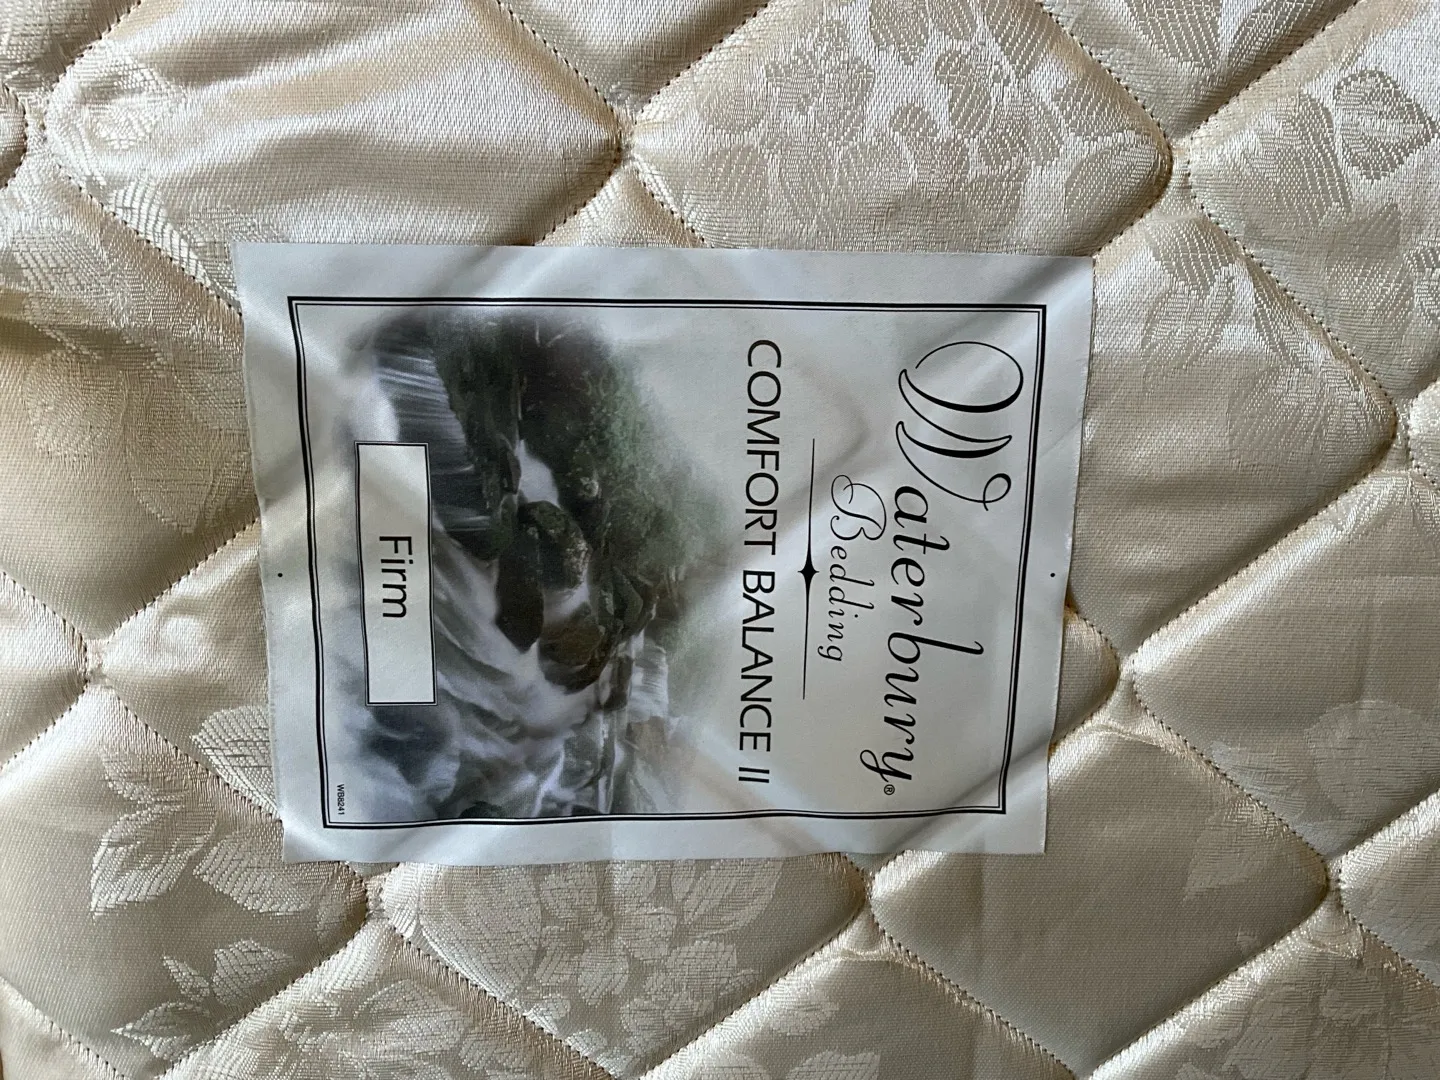 Waterbury®
Bedding
COMFORT BALANCE II
Firm
WB8241